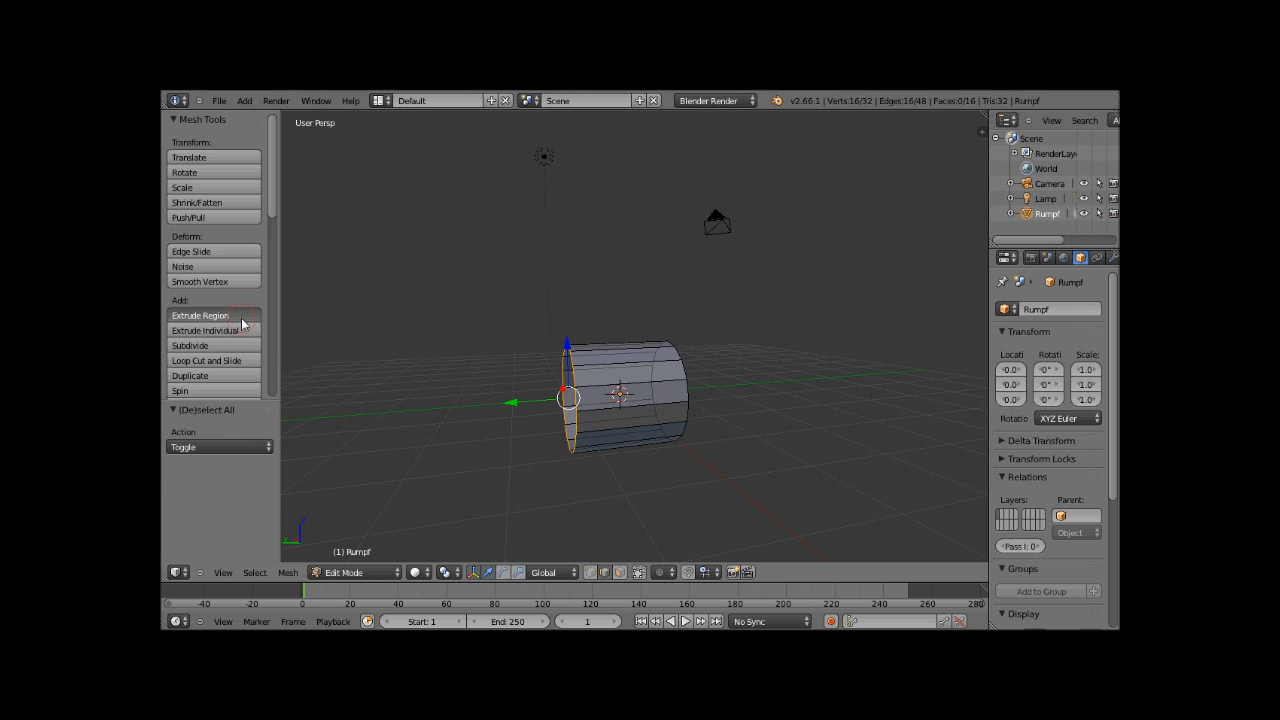 File Add Render Window Help Default Scene Blender Render v2.66.1 | Verts:16/32 | Edges:16/48 | Faces:0/16 | Tris:32 | Rumpf
Mesh Tools
Transform:
Translate
Rotate
Scale
Shrink/Fatten
Push/Pull
Deform:
Edge Slide
Noise
Smooth Vertex
Add:
Extrude Region
Extrude Individual
Subdivide
Loop Cut and Slide
Duplicate
Spin
(De)select All
Action
Toggle
User Persp
z
y
(1) Rumpf
View Select Mesh Edit Mode Global
-40 -20 0 20 40 60 80 100 120 140 160 180 200 220 240 260 280
View Marker Frame Playback Start: 1 End: 250 1 No Sync
View Search A
Scene
RenderLay
World
Camera
Lamp
Rumpf
Rumpf
Rumpf
Transform
Locati Rotati Scale:
0.0 0° 1.0
0.0 0° 1.0
0.0 0° 1.0
Rotatio XYZ Euler
Delta Transform
Transform Locks
Relations
Layers: Parent:
Object
Pass I: 0
Groups
Add to Group
Display